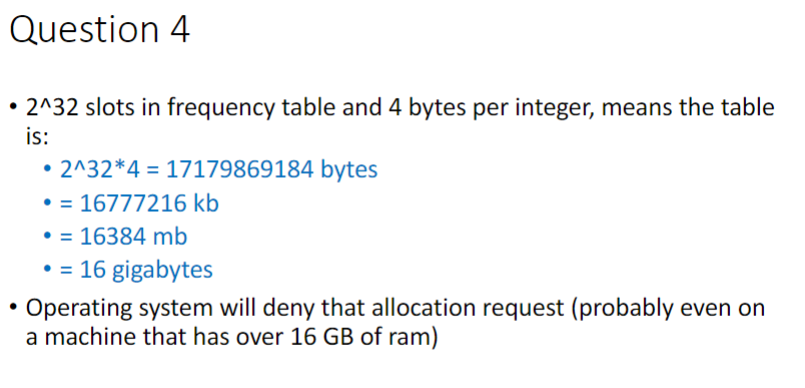 Question 4
• 2^32 slots in frequency table and 4 bytes per integer, means the table
is:
• 2^32*4 = 17179869184 bytes
• = 16777216 kb
• = 16384 mb
• = 16 gigabytes
• Operating system will deny that allocation request (probably even on
a machine that has over 16 GB of ram)